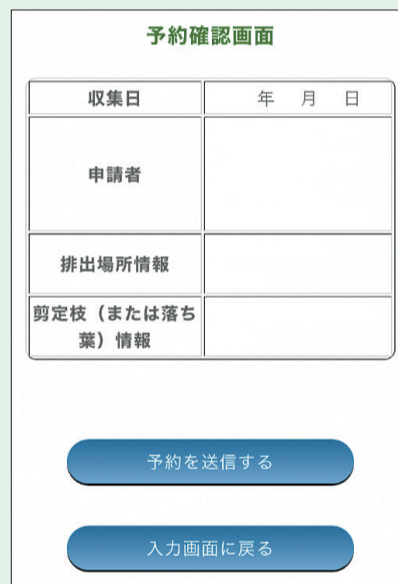 予約確認画面
収集日 年 月 日
申請者
排出場所情報
剪定枝（または落ち
葉）情報
予約を送信する
入力画面に戻る